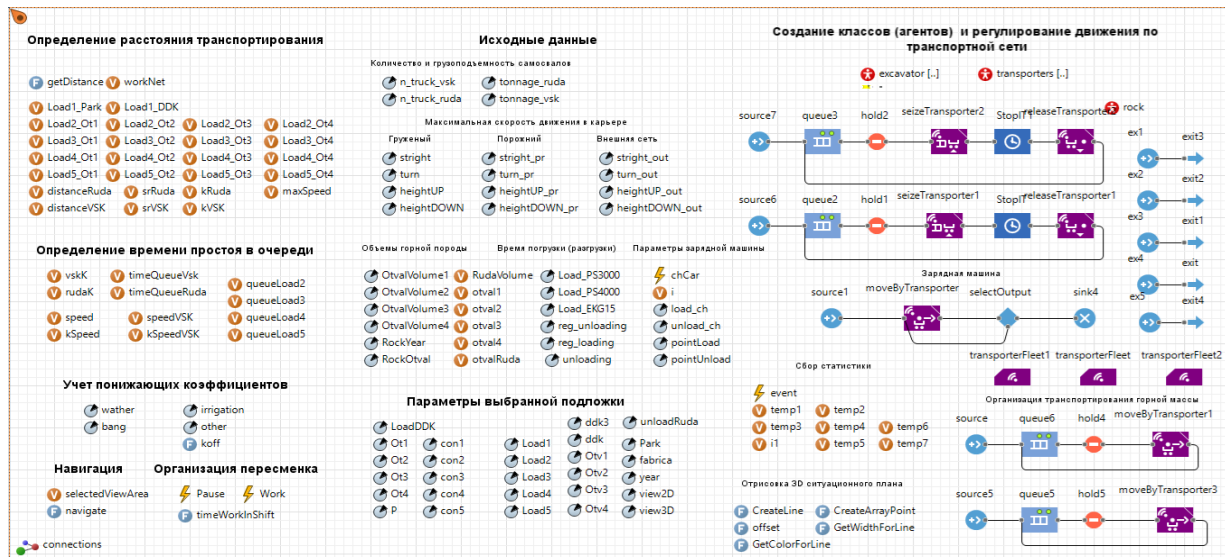 Определение расстояния транспортирования
getDistance workNet
Load1_Park Load1_DDK
Load2_Ot1 Load2_Ot2 Load2_Ot3 Load2_Ot4
Load3_Ot1 Load3_Ot2 Load3_Ot3 Load3_Ot4
Load4_Ot1 Load4_Ot2 Load4_Ot3 Load4_Ot4
Load5_Ot1 Load5_Ot2 Load5_Ot3 Load5_Ot4
distanceRuda srRuda kRuda maxSpeed
distanceVSK srVSK kVSK
Определение времени простоя в очереди
vskK timeQueueVsk queueLoad2
rudaK timeQueueRuda queueLoad3
speed speedVSK queueLoad4
kSpeed kSpeedVSK queueLoad5
Учет понижающих коэффициентов
wather irrigation
bang other
koff
Навигация
selectedViewArea
navigate
Организация пересменка
Pause Work
timeWorkInShift
connections
Исходные данные
Количество и грузоподъемность самосвалов
n_truck_vsk tonnage_ruda
n_truck_ruda tonnage_vsk
Максимальная скорость движения в карьере
Груженый Порожний Внешняя сеть
stright stright_pr stright_out
turn turn_pr turn_out
heightUP heightUP_pr heightUP_out
heightDOWN heightDOWN_pr heightDOWN_out
Объемы горной породы Время погрузки (разгрузки) Параметры зарядной машины
OtvalVolume1 RudaVolume Load_PS3000 chCar
OtvalVolume2 otval1 Load_PS4000 i
OtvalVolume3 otval2 Load_EKG15 load_ch
OtvalVolume4 otval3 reg_unloading unload_ch
RockYear otval4 reg_loading pointLoad
RockOtval otvalRuda unloading pointUnload
Параметры выбранной подложки
LoadDDK ddk3 unloadRuda
Ot1 con1 Load1 ddk Park
Ot2 con2 Load2 Otv1 fabrica
Ot3 con3 Load3 Otv2 year
Ot4 con4 Load4 Otv3 view2D
P con5 Load5 Otv4 view3D
Создание классов (агентов) и регулирование движения по
транспортной сети
excavator [..] transporters [..]
rock
source7 queue3 hold2 seizeTransporter2 StopIT1 releaseTransporter2
source6 queue2 hold1 seizeTransporter1 StopIT releaseTransporter1
ex1 exit3
ex2 exit2
ex3 exit1
ex4 exit
ex5 exit4
Зарядная машина
source1 moveByTransporter selectOutput sink4
transporterFleet1 transporterFleet transporterFleet2
Сбор статистики
event
temp1 temp2
temp3 temp4 temp6
i1 temp5 temp7
Организация транспортирования горной массы
source queue6 hold4 moveByTransporter1
source5 queue5 hold5 moveByTransporter3
Отрисовка 3D ситуационного плана
CreateLine CreateArrayPoint
offset GetWidthForLine
GetColorForLine